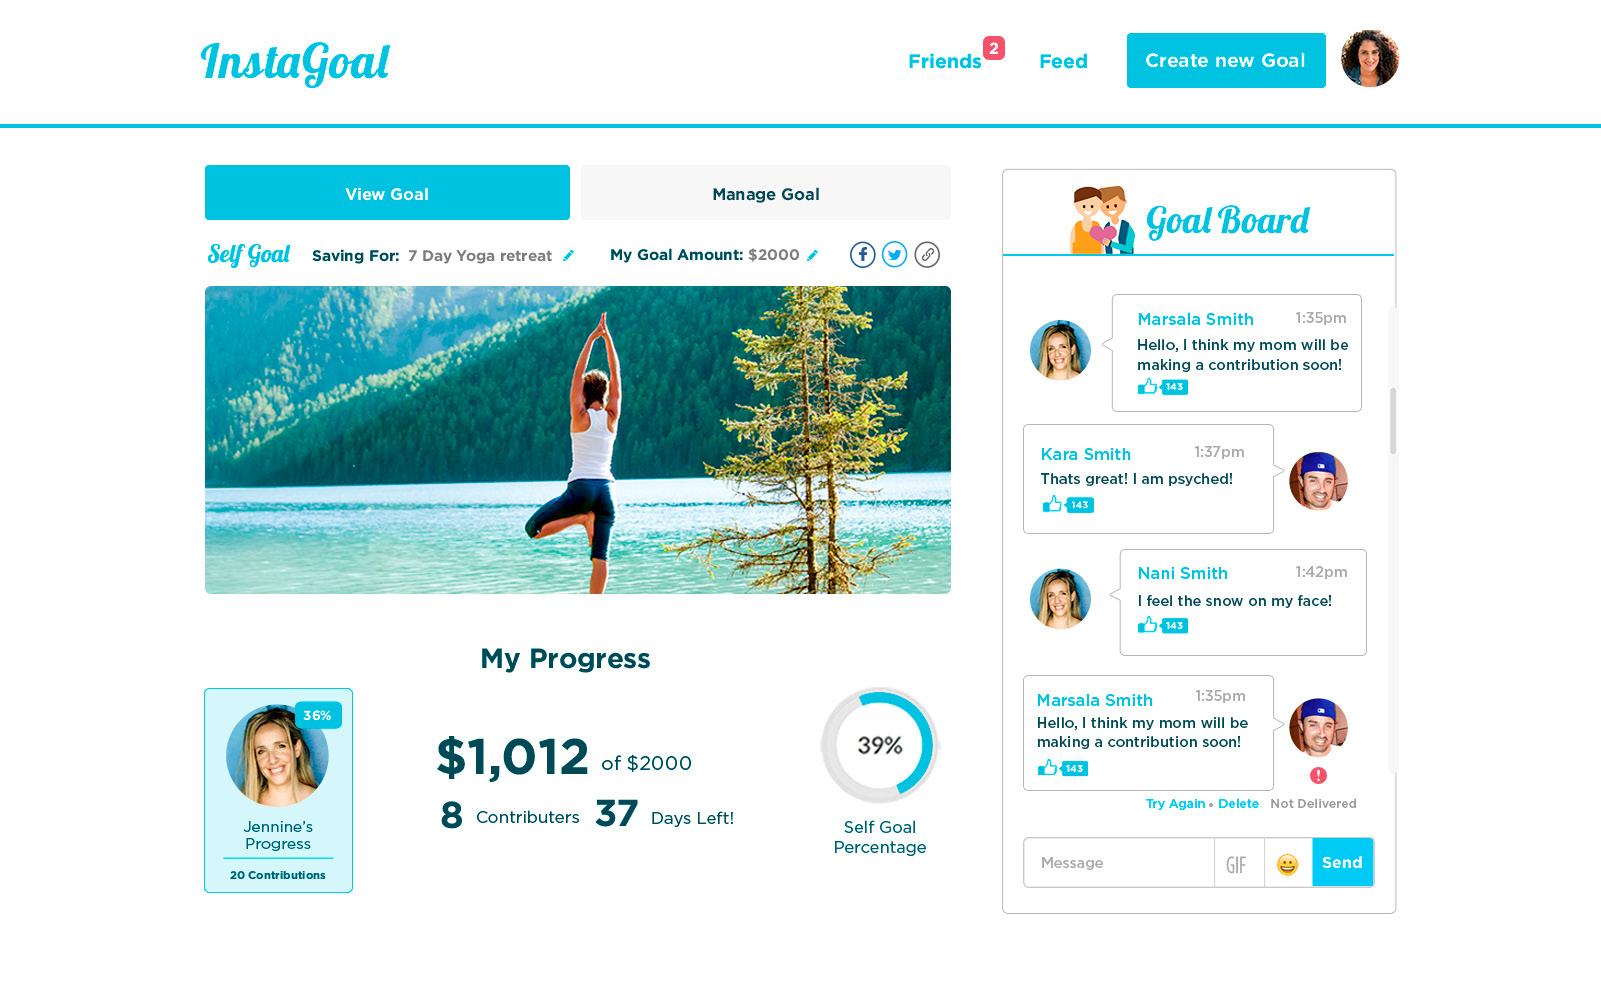 InstaGoal
Friends 2 Feed Create new Goal
View Goal Manage Goal
Self Goal Saving For: 7 Day Yoga retreat My Goal Amount: $2000
My Progress
36%
Jennine's
Progress
20 Contributions
$1,012 of $2000
8 Contributers 37 Days Left!
39%
Self Goal
Percentage
Goal Board
Marsala Smith 1:35pm
Hello, I think my mom will be
making a contribution soon!
143
Kara Smith 1:37pm
Thats great! I am psyched!
143
Nani Smith 1:42pm
I feel the snow on my face!
143
Marsala Smith 1:35pm
Hello, I think my mom will be
making a contribution soon!
143
!
Try Again • Delete Not Delivered
Message GIF Send